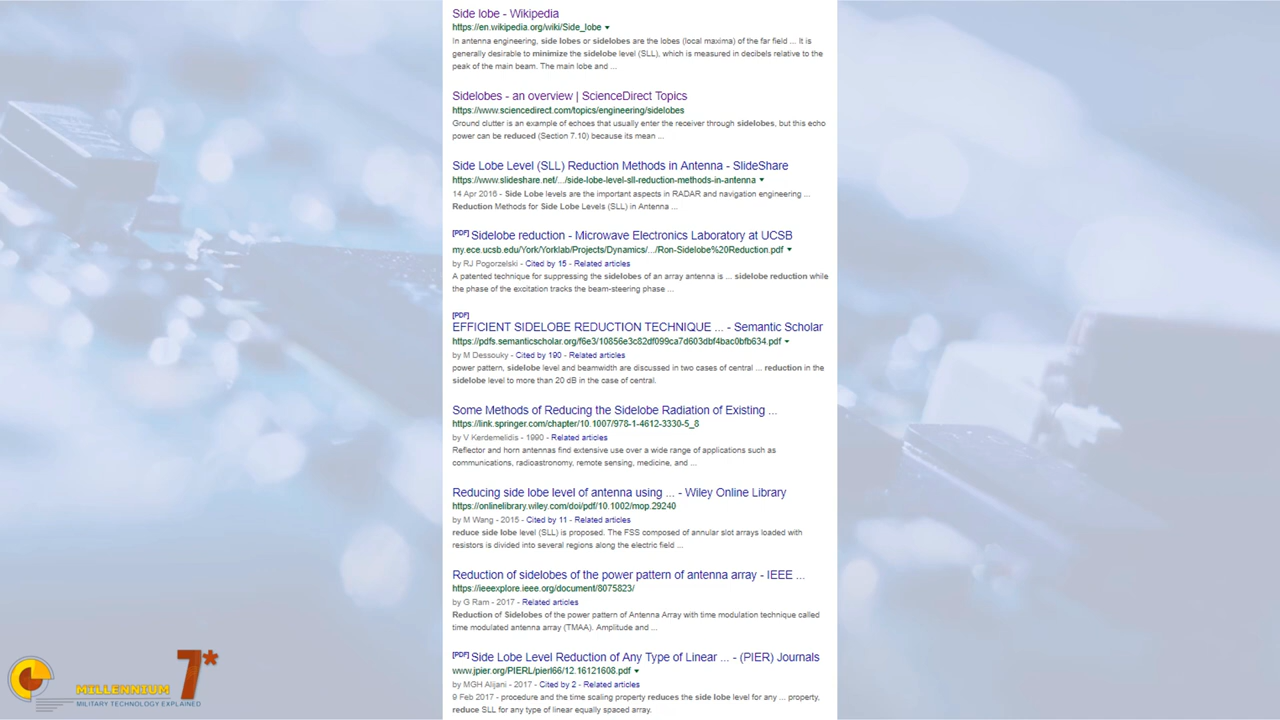 Side lobe - Wikipedia
https://en.wikipedia.org/wiki/Side_lobe
In antenna engineering, side lobes or sidelobes are the lobes (local maxima) of the far field ... It is
generally desirable to minimize the sidelobe level (SLL), which is measured in decibels relative to the
peak of the main beam. The main lobe and ...
Sidelobes - an overview | ScienceDirect Topics
https://www.sciencedirect.com/topics/engineering/sidelobes
Ground clutter is an example of echoes that usually enter the receiver through sidelobes, but this echo
power can be reduced (Section 7.10) because its mean ...
Side Lobe Level (SLL) Reduction Methods in Antenna - SlideShare
https://www.slideshare.net/.../side-lobe-level-sll-reduction-methods-in-antenna
14 Apr 2016 - Side Lobe levels are the important aspects in RADAR and navigation engineering ...
Reduction Methods for Side Lobe Levels (SLL) in Antenna ...
[PDF] Sidelobe reduction - Microwave Electronics Laboratory at UCSB
my.ece.ucsb.edu/York/Yorklab/Projects/Dynamics/.../Ron-Sidelobe%20Reduction.pdf
by RJ Pogorzelski - Cited by 15 - Related articles
A patented technique for suppressing the sidelobes of an array antenna is ... sidelobe reduction while
the phase of the excitation tracks the beam-steering phase ...
[PDF]
EFFICIENT SIDELOBE REDUCTION TECHNIQUE ... - Semantic Scholar
https://pdfs.semanticscholar.org/f6e3/10856e3c82df099ca7d603dbf4bac0bfb634.pdf
by M Dessouky - Cited by 190 - Related articles
power pattern, sidelobe level and beamwidth are discussed in two cases of central ... reduction in the
sidelobe level to more than 20 dB in the case of central.
Some Methods of Reducing the Sidelobe Radiation of Existing ...
https://link.springer.com/chapter/10.1007/978-1-4612-3330-5_8
by V Kerdemelidis - 1990 - Related articles
Reflector and horn antennas find extensive use over a wide range of applications such as
communications, radioastronomy, remote sensing, medicine, and ...
Reducing side lobe level of antenna using ... - Wiley Online Library
https://onlinelibrary.wiley.com/doi/pdf/10.1002/mop.29240
by M Wang - 2015 - Cited by 11 - Related articles
reduce side lobe level (SLL) is proposed. The FSS composed of annular slot arrays loaded with
resistors is divided into several regions along the electric field ...
Reduction of sidelobes of the power pattern of antenna array - IEEE ...
https://ieeexplore.ieee.org/document/8075823/
by G Ram - 2017 - Related articles
Reduction of Sidelobes of the power pattern of Antenna Array with time modulation technique called
time modulated antenna array (TMAA). Amplitude and ...
[PDF] Side Lobe Level Reduction of Any Type of Linear ... - (PIER) Journals
www.jpier.org/PIERL/pierl66/12.16121608.pdf
by MGH Alijani - 2017 - Cited by 2 - Related articles
9 Feb 2017 - procedure and the time scaling property reduces the side lobe level for any ... property,
reduce SLL for any type of linear equally spaced array.
MILLENNIUM 7*
MILITARY TECHNOLOGY EXPLAINED